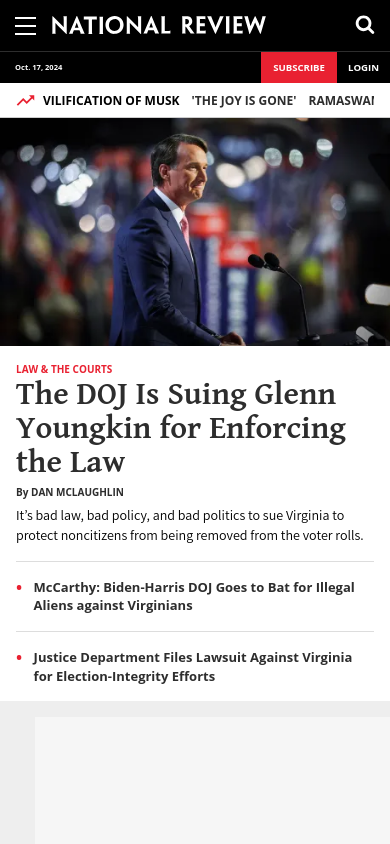 NATIONAL REVIEW
Oct. 17, 2024
SUBSCRIBE
LOGIN
VILIFICATION OF MUSK 'THE JOY IS GONE' RAMASWAM
LAW & THE COURTS
The DOJ Is Suing Glenn
Youngkin for Enforcing
the Law
By DAN MCLAUGHLIN
It’s bad law, bad policy, and bad politics to sue Virginia to
protect noncitizens from being removed from the voter rolls.
• McCarthy: Biden-Harris DOJ Goes to Bat for Illegal
Aliens against Virginians
• Justice Department Files Lawsuit Against Virginia
for Election-Integrity Efforts